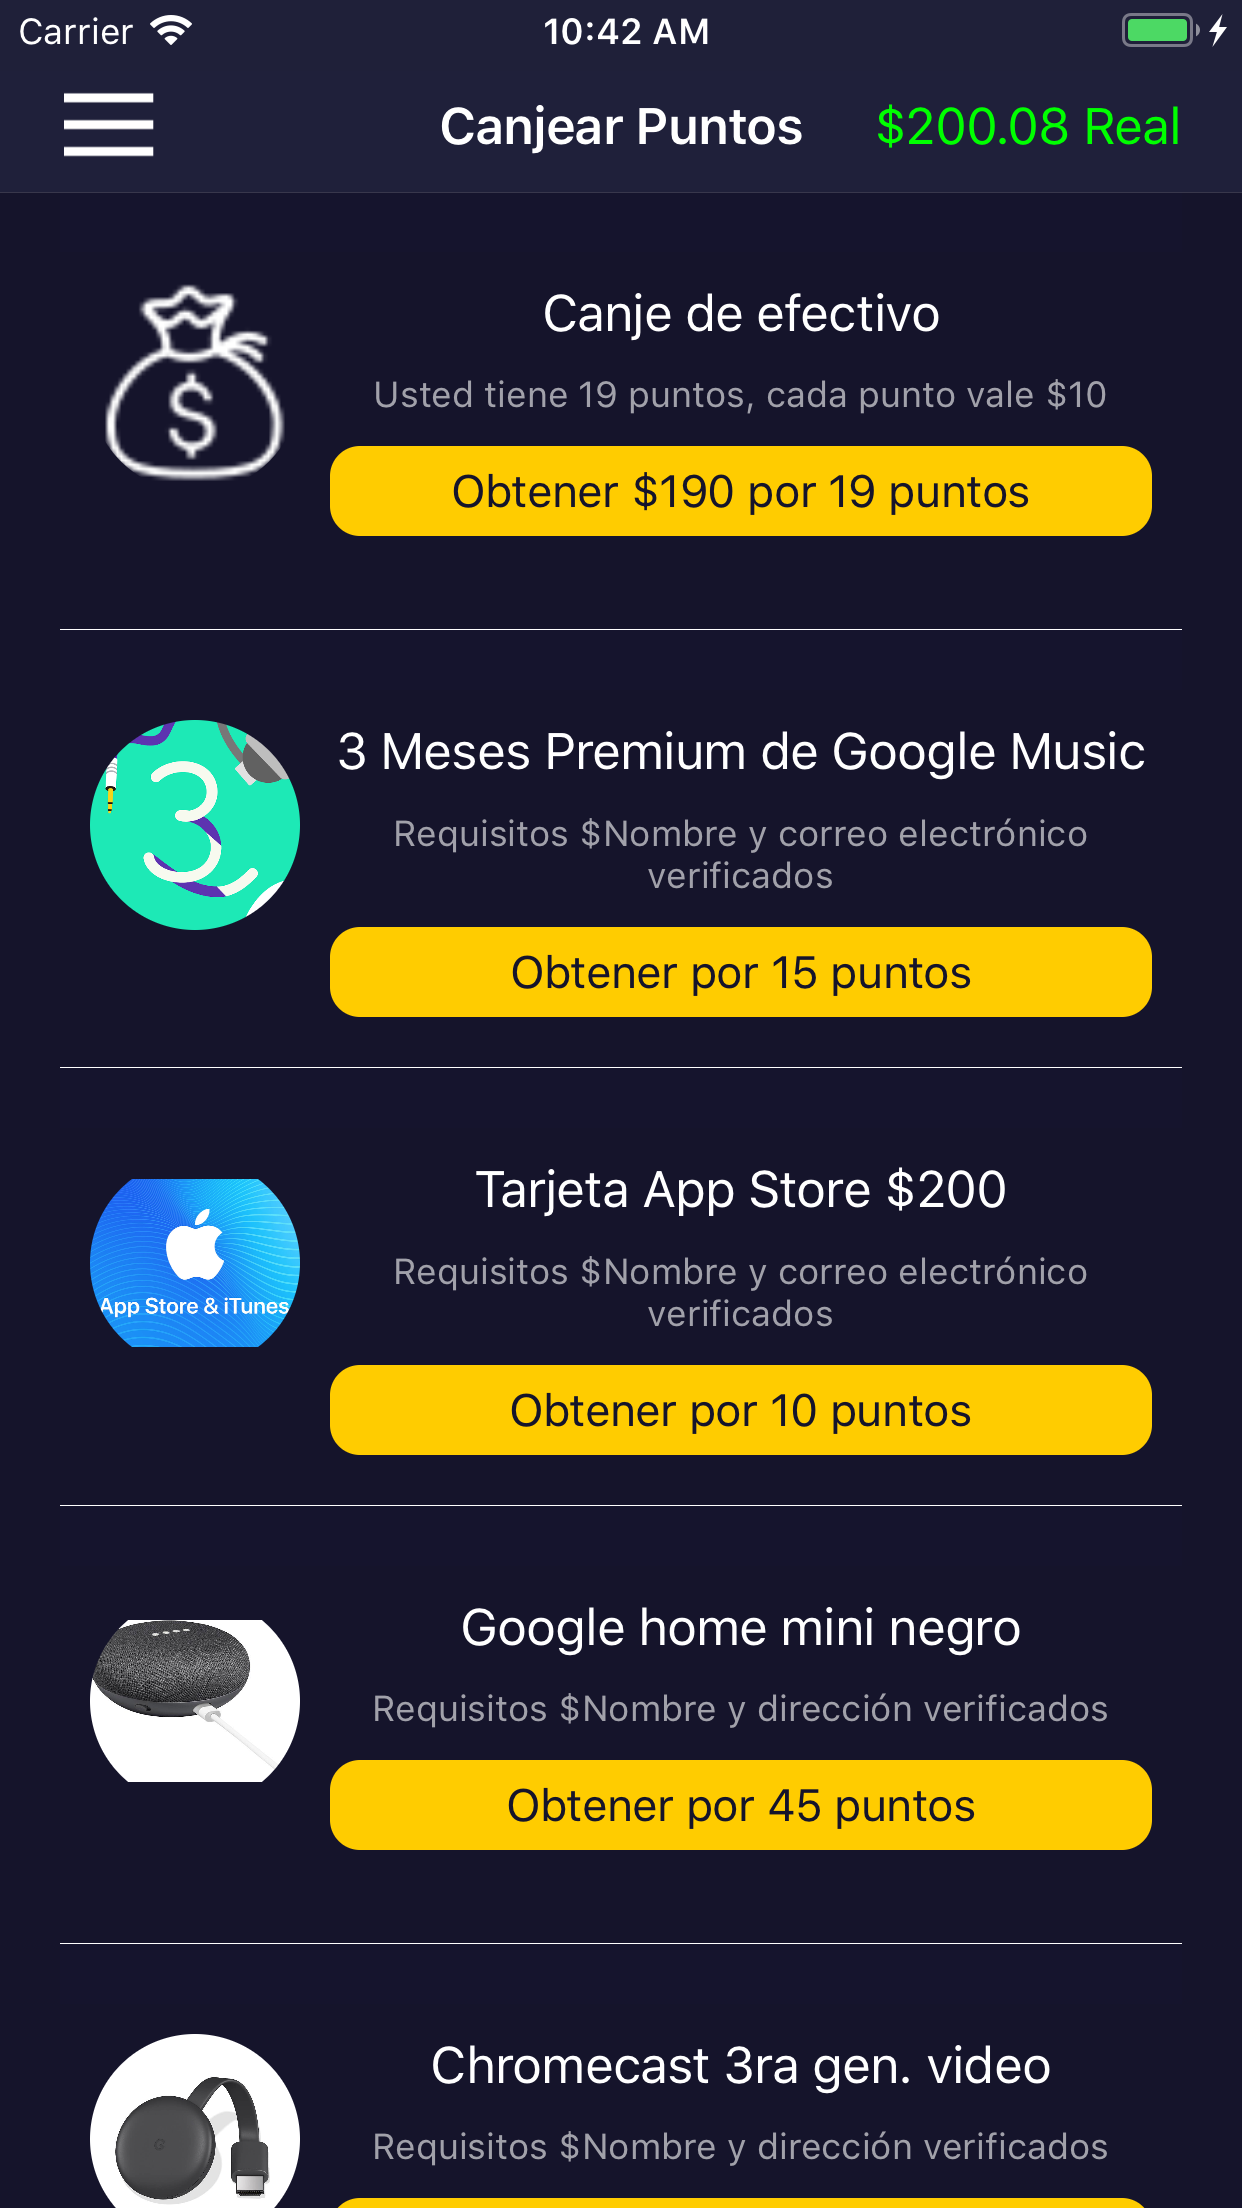 Carrier
10:42 AM
Canjear Puntos
$200.08 Real
$
Canje de efectivo
Usted tiene 19 puntos, cada punto vale $10
Obtener $190 por 19 puntos
3
3 Meses Premium de Google Music
Requisitos $Nombre y correo electrónico
verificados
Obtener por 15 puntos
App Store & iTunes
Tarjeta App Store $200
Requisitos $Nombre y correo electrónico
verificados
Obtener por 10 puntos
Google home mini negro
Requisitos $Nombre y dirección verificados
Obtener por 45 puntos
G
Chromecast 3ra gen. video
Requisitos $Nombre y dirección verificados